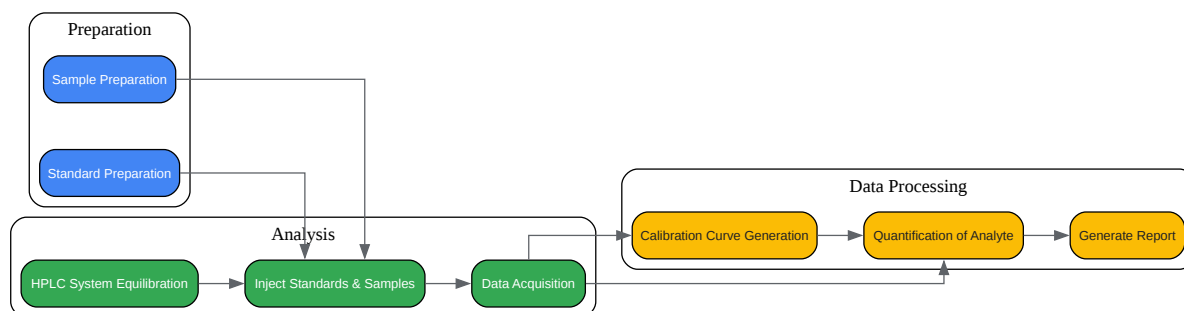 Preparation
Sample Preparation
Standard Preparation
Analysis
HPLC System Equilibration
Inject Standards & Samples
Data Acquisition
Data Processing
Calibration Curve Generation
Quantification of Analyte
Generate Report